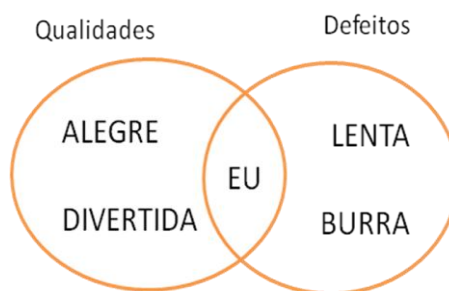 Qualidades
Defeitos
ALEGRE
LENTA
EU
DIVERTIDA
BURRA